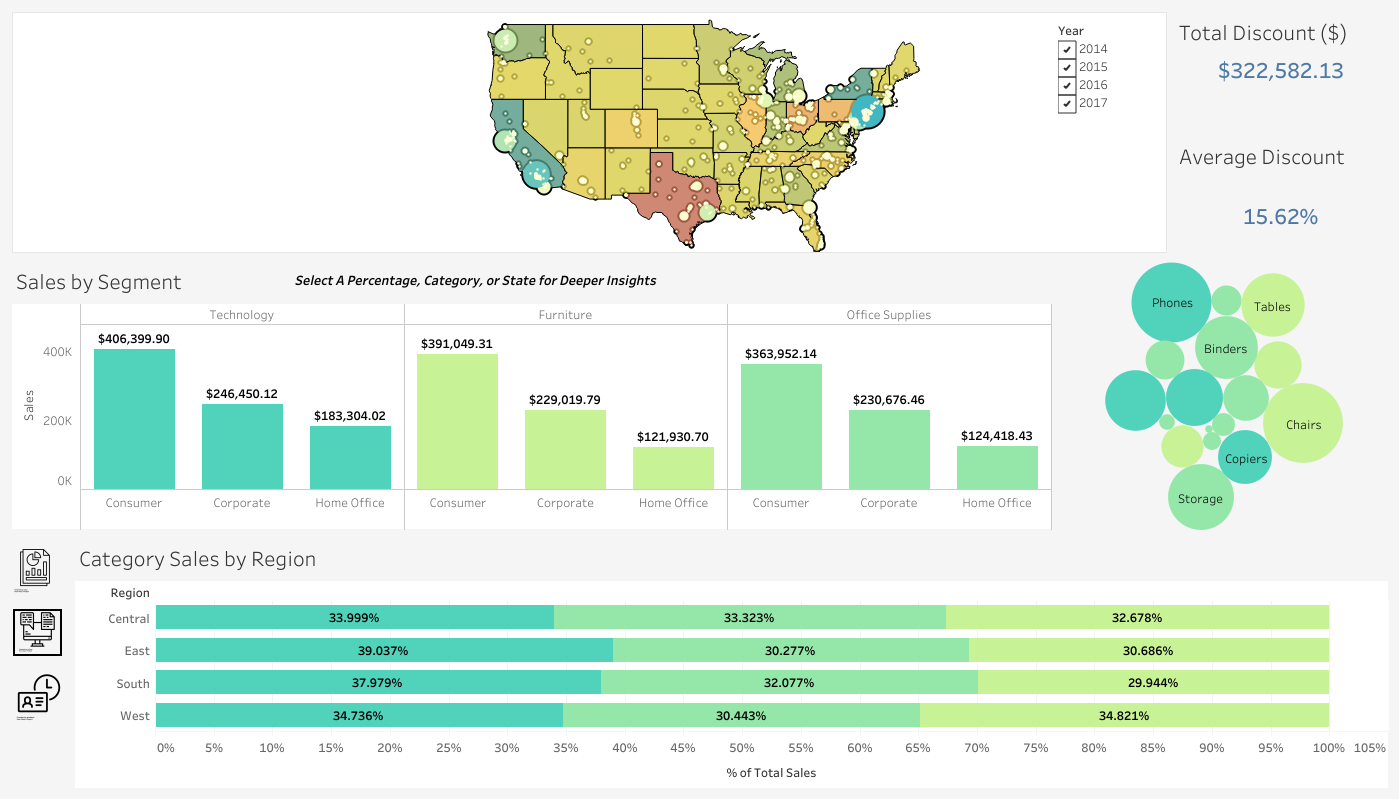 Year
2014
2015
2016
2017
Total Discount ($)
$322,582.13
Average Discount
15.62%
Sales by Segment
Select A Percentage, Category, or State for Deeper Insights
Technology
Furniture
Office Supplies
Sales
400K
200K
0K
$406,399.90
$246,450.12
$183,304.02
$391,049.31
$229,019.79
$121,930.70
$363,952.14
$230,676.46
$124,418.43
Consumer
Corporate
Home Office
Consumer
Corporate
Home Office
Consumer
Corporate
Home Office
Phones
Tables
Binders
Chairs
Copiers
Storage
Category Sales by Region
Region
Central
33.999%
33.323%
32.678%
East
39.037%
30.277%
30.686%
South
37.979%
32.077%
29.944%
West
34.736%
30.443%
34.821%
0% 5% 10% 15% 20% 25% 30% 35% 40% 45% 50% 55% 60% 65% 70% 75% 80% 85% 90% 95% 100% 105%
% of Total Sales